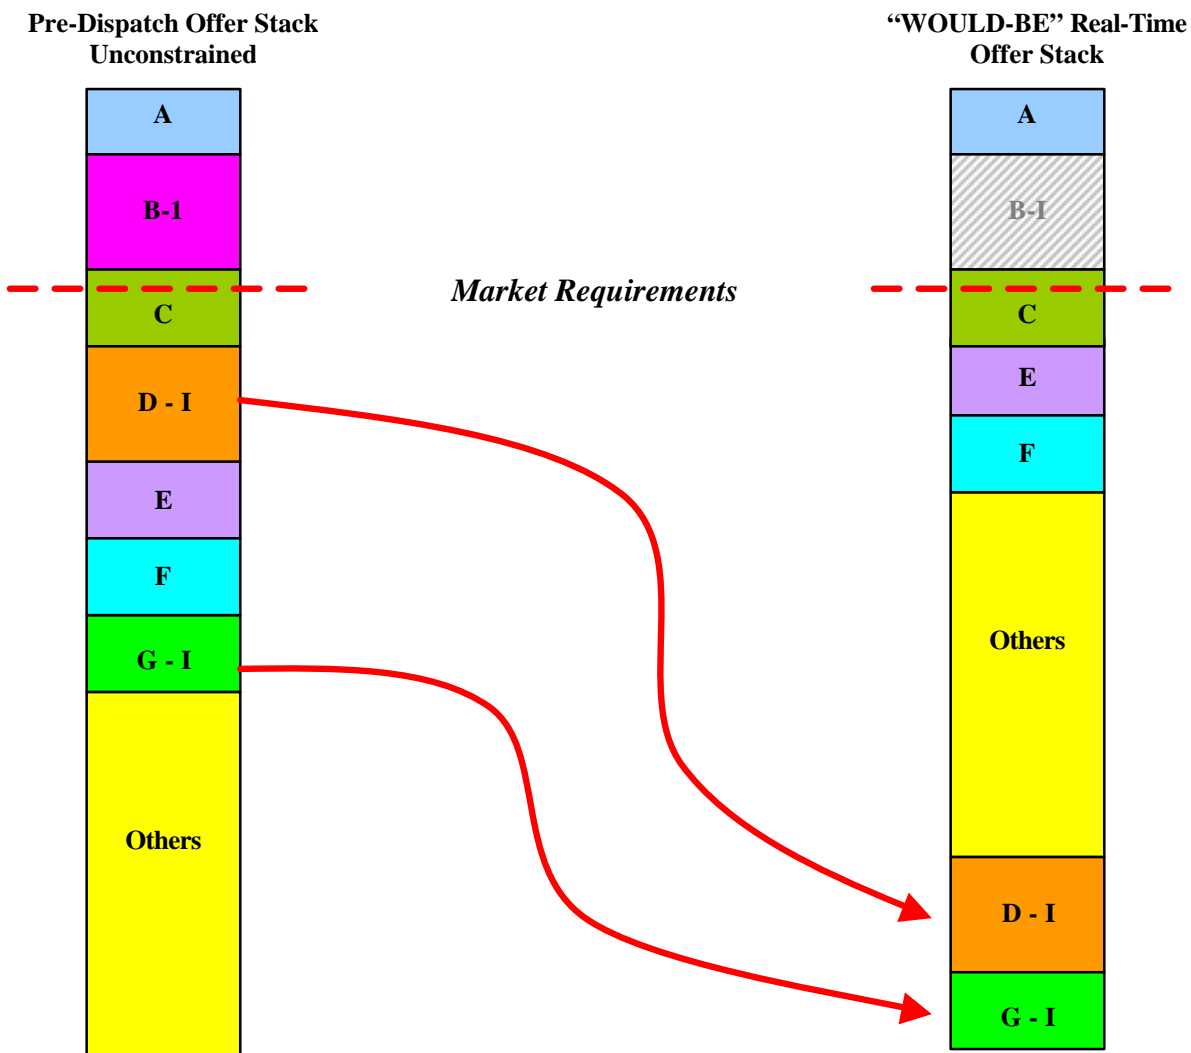 Pre-Dispatch Offer Stack
Unconstrained
A
B-1
C
D - I
E
F
G - I
Others
Market Requirements
“WOULD-BE” Real-Time
Offer Stack
A
B-I
C
E
F
Others
D - I
G - I